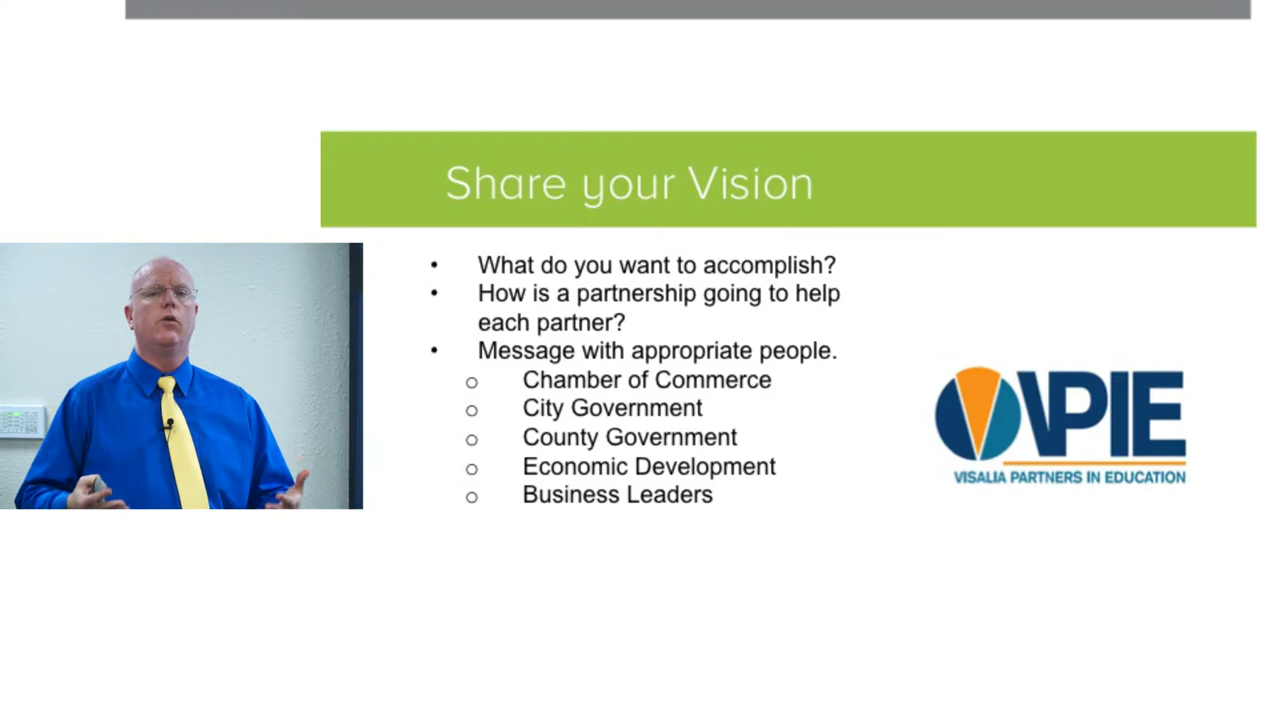 Share your Vision
• What do you want to accomplish?
• How is a partnership going to help
each partner?
• Message with appropriate people.
o Chamber of Commerce
o City Government
o County Government
o Economic Development
o Business Leaders
VPIE
VISALIA PARTNERS IN EDUCATION